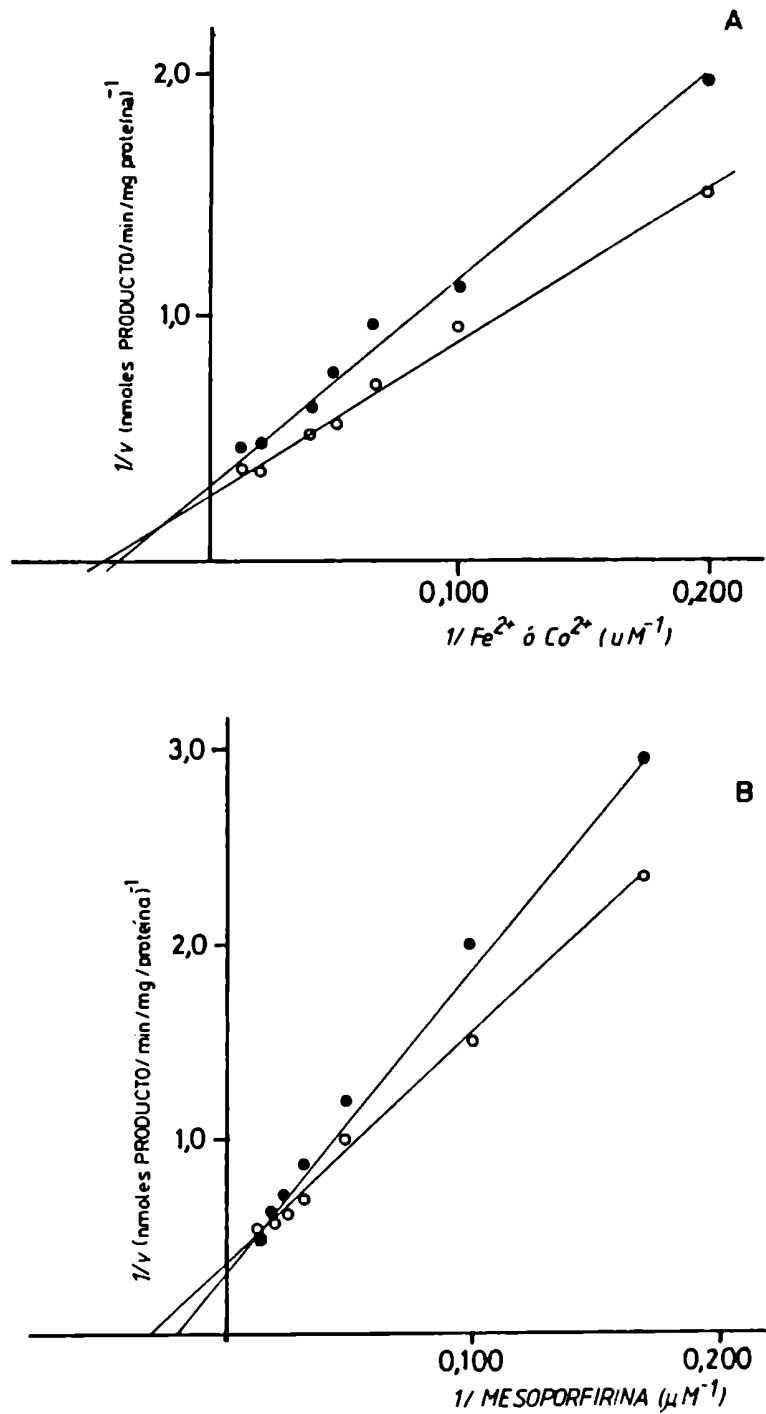 A
2,0
1,0
1/v (nmoles PRODUCTO/min/mg proteína)⁻¹
0,100
0,200
1/ Fe²⁺ ó Co²⁺ (uM⁻¹)
B
3,0
2,0
1,0
1/v (nmoles PRODUCTO/min/mg/proteína)⁻¹
0,100
0,200
1/ MESOPORFIRINA (μM⁻¹)